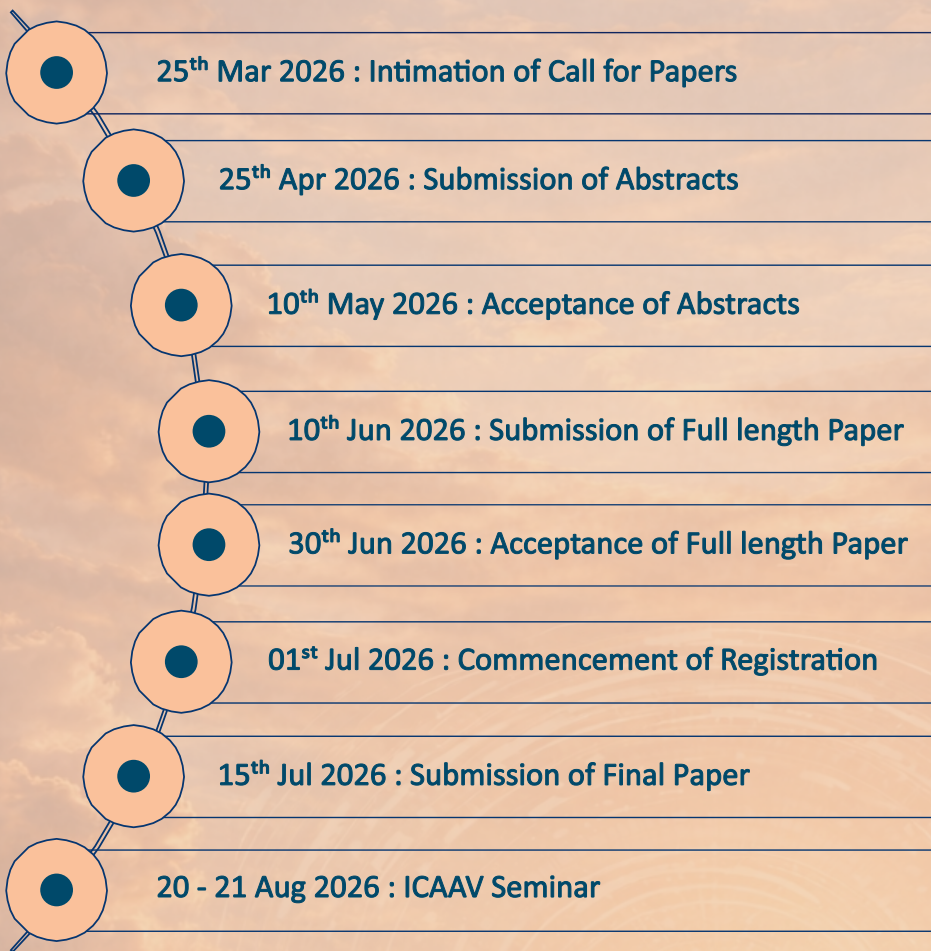 25th Mar 2026 : Intimation of Call for Papers
25th Apr 2026 : Submission of Abstracts
10th May 2026 : Acceptance of Abstracts
10th Jun 2026 : Submission of Full length Paper
30th Jun 2026 : Acceptance of Full length Paper
01st Jul 2026 : Commencement of Registration
15th Jul 2026 : Submission of Final Paper
20 - 21 Aug 2026 : ICAAV Seminar